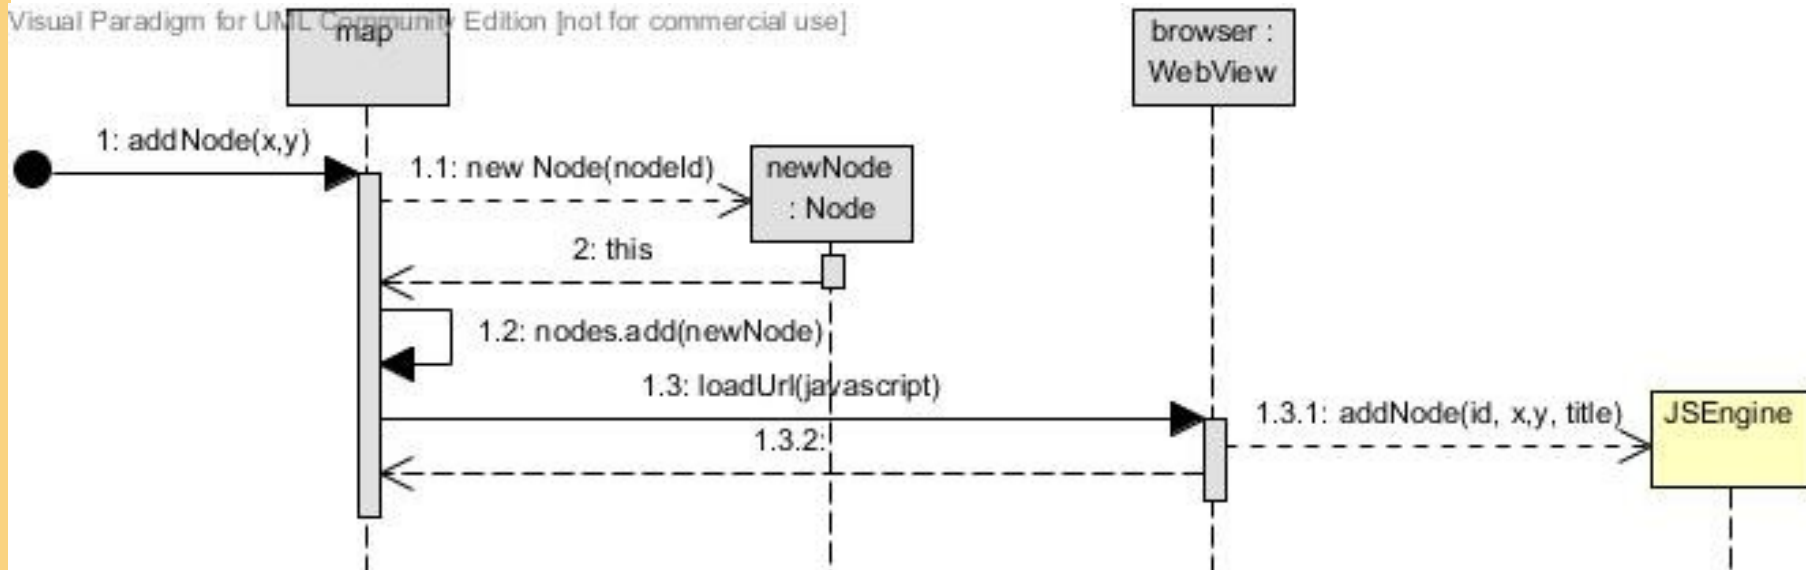 Visual Paradigm for UML Community Edition [not for commercial use]
map
browser :
WebView
1: addNode(x,y)
1.1: new Node(nodeId)
newNode
: Node
2: this
1.2: nodes.add(newNode)
1.3: loadUrl(javascript)
1.3.1: addNode(id, x,y, title)
JSEngine
1.3.2: